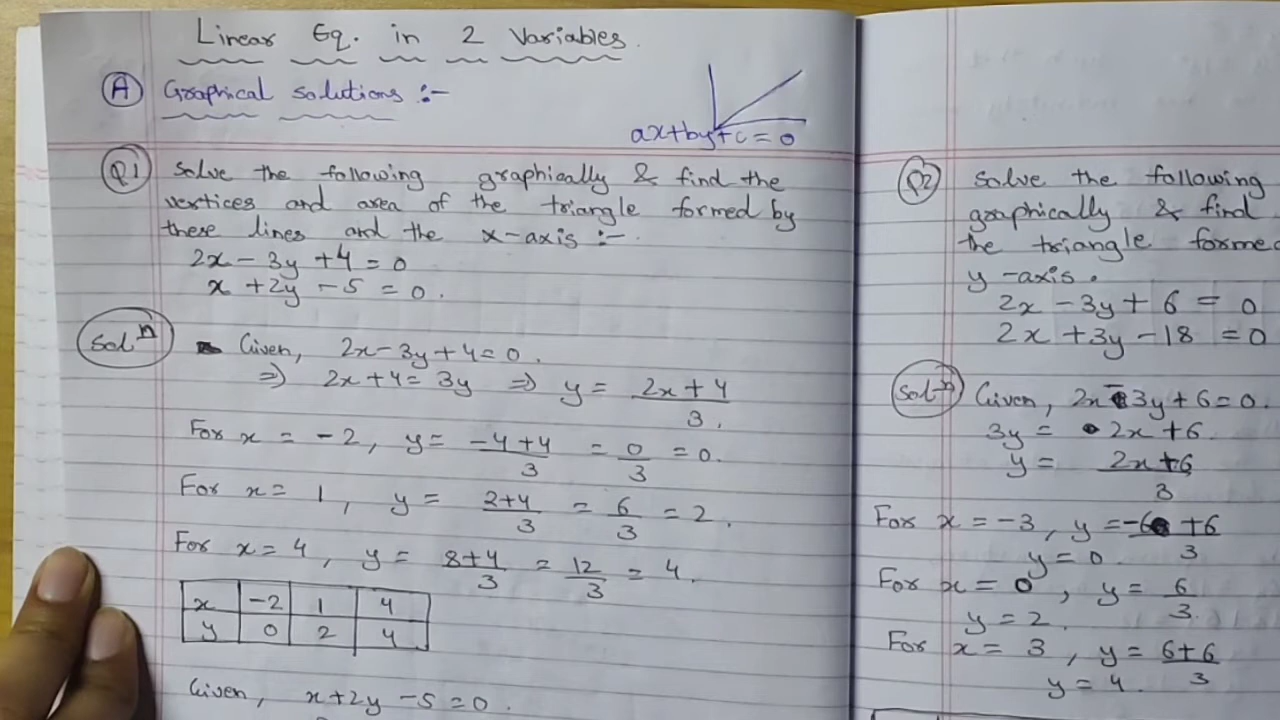 Linear Eq. in 2 Variables.
(A) Graphical solutions :-
ax+by+c = 0
Q1 Solve the following graphically & find the
vertices and area of the triangle formed by
these lines and the x-axis :-
2x - 3y + 4 = 0
x + 2y - 5 = 0.
Solⁿ Given, 2x - 3y + 4 = 0.
⇒ 2x + 4 = 3y ⇒ y = (2x + 4)/3.
For x = -2, y = (-4 + 4)/3 = 0/3 = 0.
For x = 1, y = (2+4)/3 = 6/3 = 2.
For x = 4, y = (8+4)/3 = 12/3 = 4.
x -2 1 4
y 0 2 4
Given, x + 2y - 5 = 0.
Q2 Solve the following
graphically & find
the triangle forme
y-axis.
2x - 3y + 6 = 0
2x + 3y - 18 = 0
Solⁿ Given, 2x - 3y + 6 = 0.
3y = 2x + 6.
y = (2x + 6)/3
For x = -3, y = (-6 + 6)/3
y = 0.
For x = 0, y = 6/3.
y = 2.
For x = 3, y = (6 + 6)/3
y = 4.